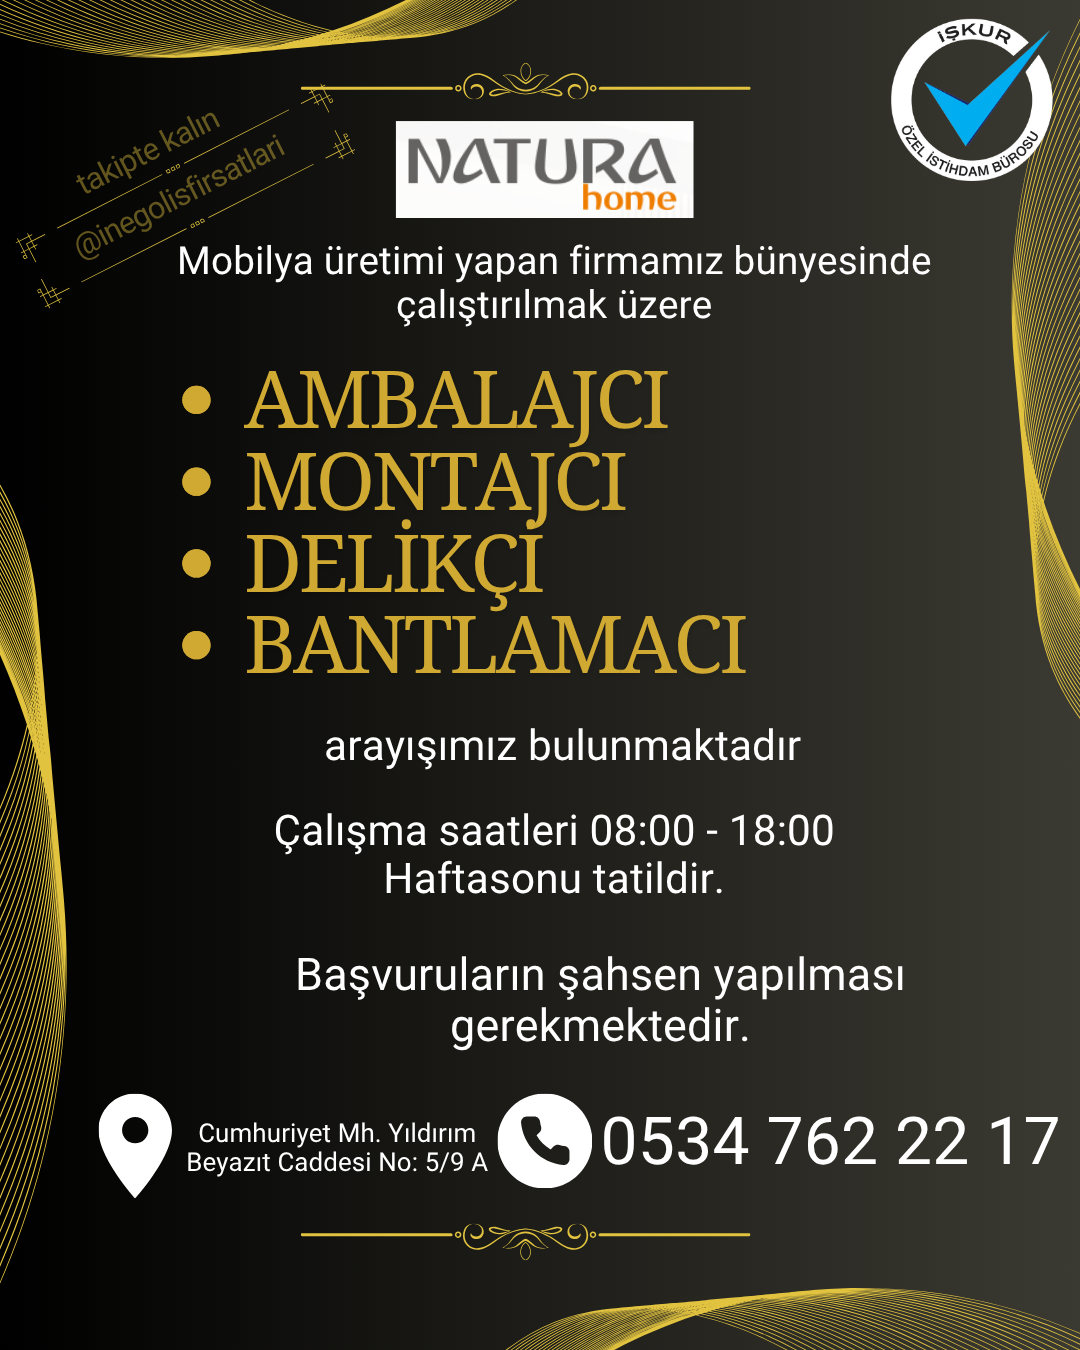 İŞKUR
ÖZEL İSTİHDAM BÜROSU
takipte kalın
@inegolisfirsatlari
NATURA
home
Mobilya üretimi yapan firmamız bünyesinde
çalıştırılmak üzere
• AMBALAJCI
• MONTAJCI
• DELİKÇİ
• BANTLAMACI
arayışımız bulunmaktadır
Çalışma saatleri 08:00 - 18:00
Haftasonu tatildir.
Başvuruların şahsen yapılması
gerekmektedir.
Cumhuriyet Mh. Yıldırım
Beyazıt Caddesi No: 5/9 A
0534 762 22 17